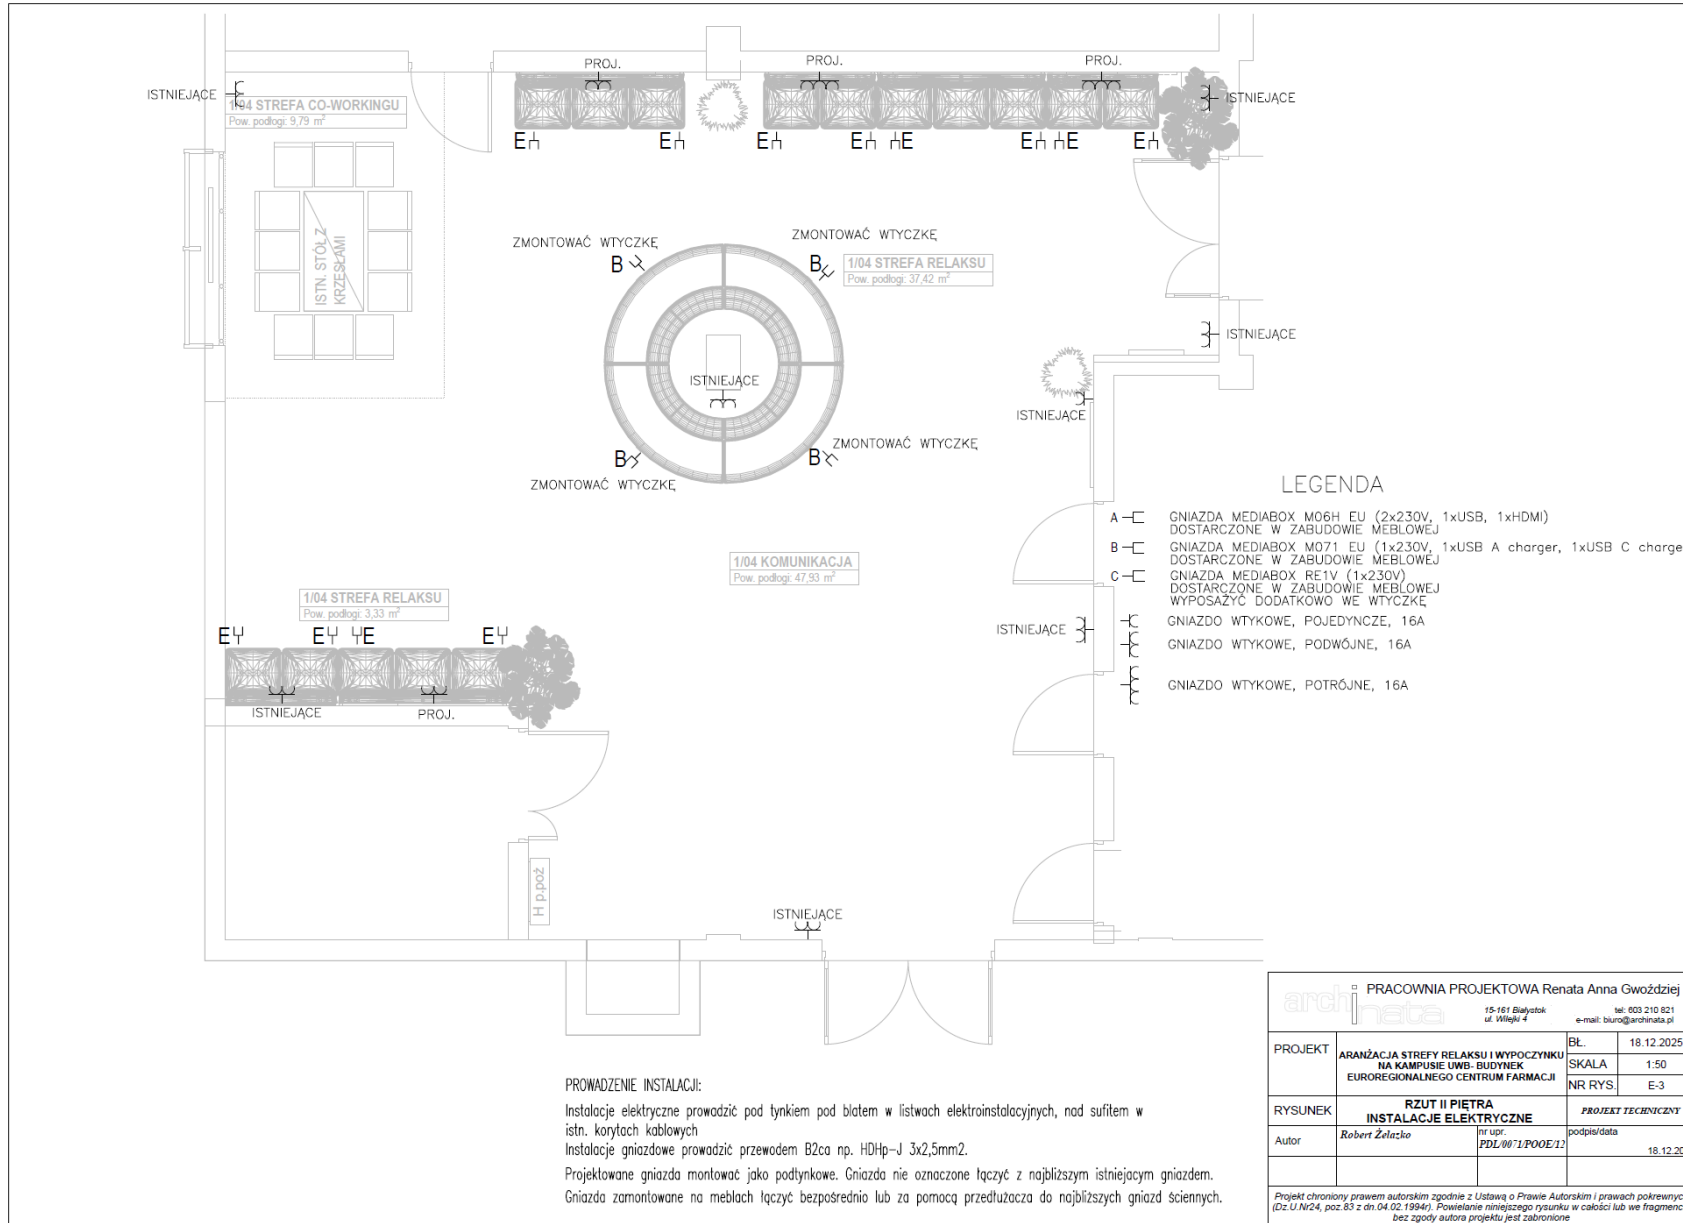 PROJ.
PROJ.
PROJ.
ISTNIEJĄCE
ISTNIEJĄCE
1/04 STREFA CO-WORKINGU
Pow. podłogi: 9,79 m²
E
E
E
E
E
E
E
E
ISTN. STÓŁ Z
KRZESŁAMI
ZMONTOWAĆ WTYCZKĘ
B
ZMONTOWAĆ WTYCZKĘ
B
1/04 STREFA RELAKSU
Pow. podłogi: 37,42 m²
ISTNIEJĄCE
ISTNIEJĄCE
ISTNIEJĄCE
B
ZMONTOWAĆ WTYCZKĘ
B
ZMONTOWAĆ WTYCZKĘ
1/04 KOMUNIKACJA
Pow. podłogi: 47,93 m²
1/04 STREFA RELAKSU
Pow. podłogi: 3,33 m²
E
E
E
E
ISTNIEJĄCE
PROJ.
ISTNIEJĄCE
H p.poż
ISTNIEJĄCE
LEGENDA
A GNIAZDA MEDIABOX M06H EU (2x230V, 1xUSB, 1xHDMI)
DOSTARCZONE W ZABUDOWIE MEBLOWEJ
B GNIAZDA MEDIABOX M071 EU (1x230V, 1xUSB A charger, 1xUSB C charge
DOSTARCZONE W ZABUDOWIE MEBLOWEJ
C GNIAZDA MEDIABOX RE1V (1x230V)
DOSTARCZONE W ZABUDOWIE MEBLOWEJ
WYPOSAŻYĆ DODATKOWO WE WTYCZKĘ
GNIAZDO WTYKOWE, POJEDYNCZE, 16A
GNIAZDO WTYKOWE, PODWÓJNE, 16A
GNIAZDO WTYKOWE, POTRÓJNE, 16A
PROWADZENIE INSTALACJI:
Instalacje elektryczne prowadzić pod tynkiem pod blatem w listwach elektroinstalacyjnych, nad sufitem w
istn. korytach kablowych
Instalacje gniazdowe prowadzić przewodem B2ca np. HDHp-J 3x2,5mm2.
Projektowane gniazda montować jako podtynkowe. Gniazda nie oznaczone łączyć z najbliższym istniejacym gniazdem.
Gniazda zamontowane na meblach łączyć bezpośrednio lub za pomocą przedłużacza do najbliższych gniazd ściennych.
archinata
PRACOWNIA PROJEKTOWA Renata Anna Gwoździej
15-161 Białystok
ul. Wilejki 4
tel: 603 210 821
e-mail: biuro@archinata.pl
PROJEKT
ARANŻACJA STREFY RELAKSU I WYPOCZYNKU
NA KAMPUSIE UWB- BUDYNEK
EUROREGIONALNEGO CENTRUM FARMACJI
BŁ. 18.12.2025
SKALA 1:50
NR RYS. E-3
RYSUNEK
RZUT II PIĘTRA
INSTALACJE ELEKTRYCZNE
PROJEKT TECHNICZNY
Autor
Robert Żelazko
nr upr.
PDL/0071/POOE/12
podpis/data
18.12.20
Projekt chroniony prawem autorskim zgodnie z Ustawą o Prawie Autorskim i prawach pokrewnyc
(Dz.U.Nr24, poz.83 z dn.04.02.1994r). Powielanie niniejszego rysunku w całości lub we fragmenc
bez zgody autora projektu jest zabronione